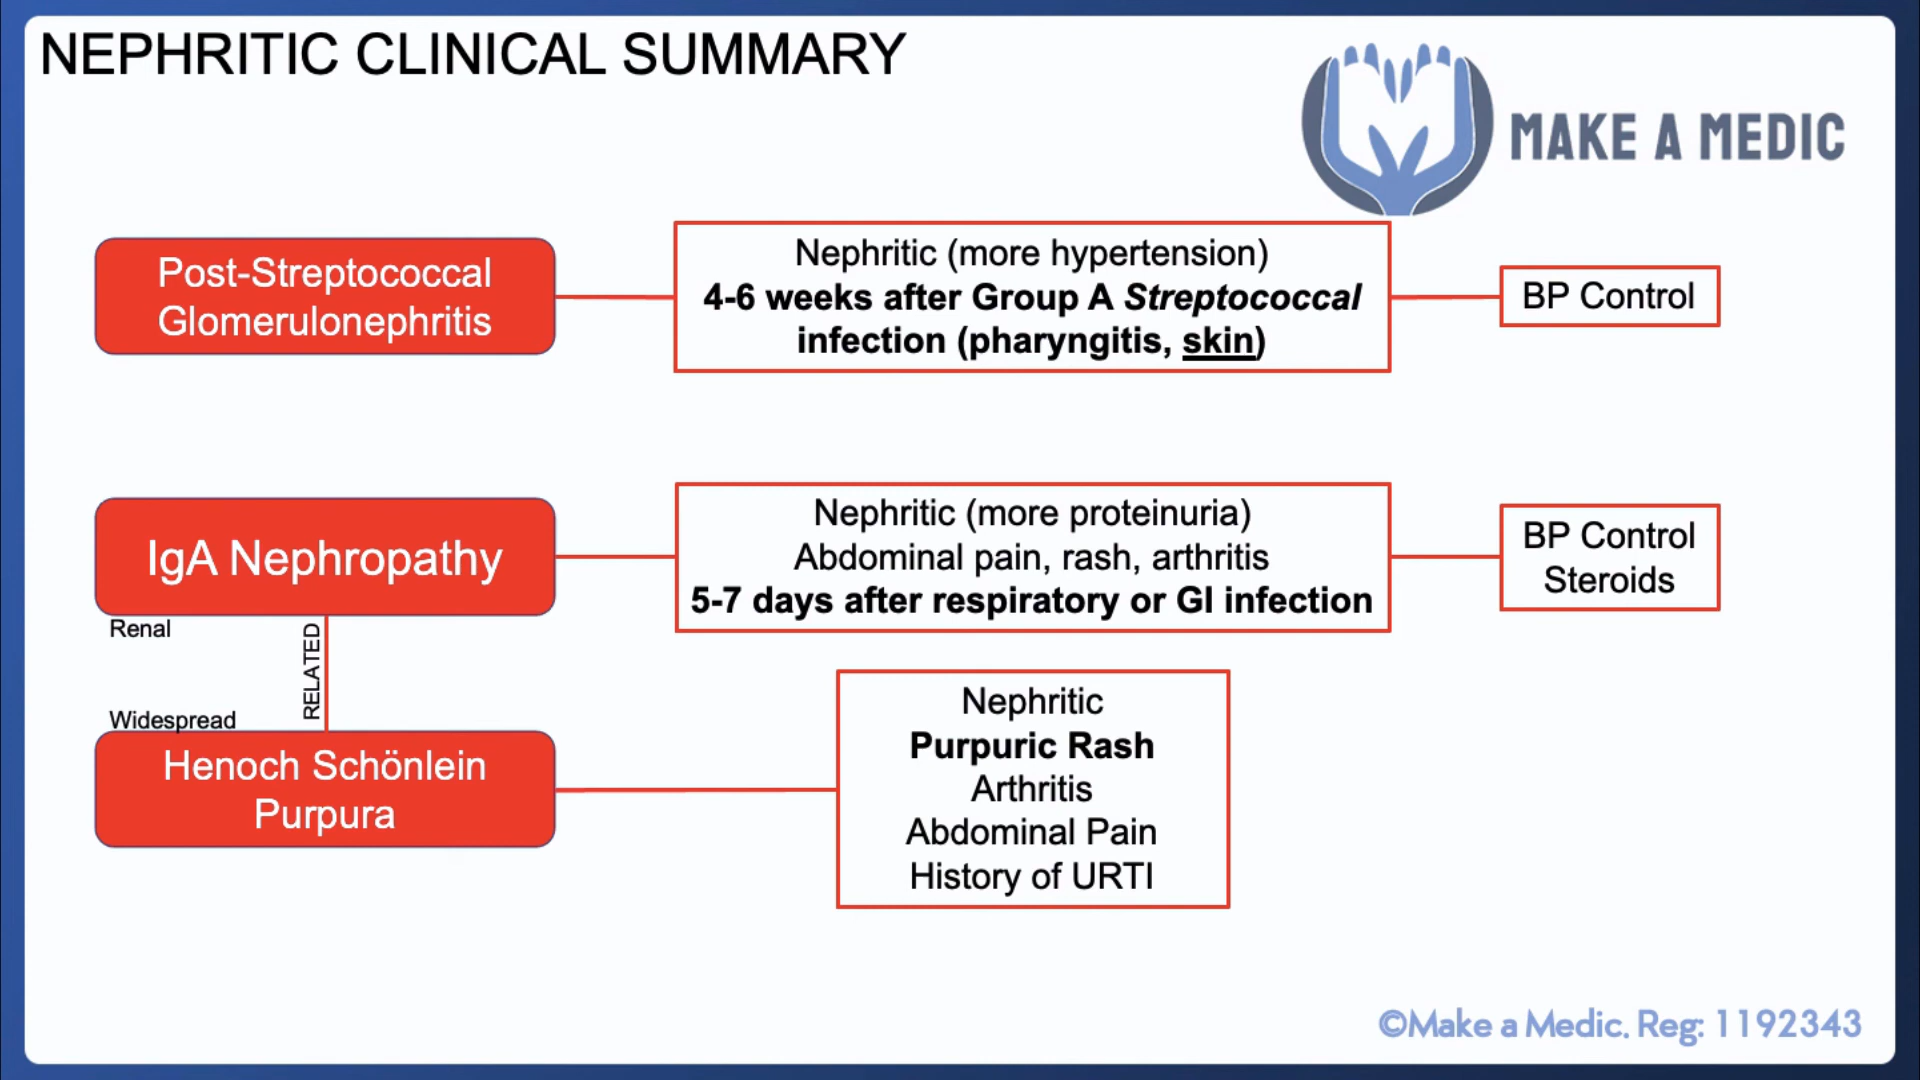 NEPHRITIC CLINICAL SUMMARY
MAKE A MEDIC
Post-Streptococcal
Glomerulonephritis
Nephritic (more hypertension)
4-6 weeks after Group A Streptococcal
infection (pharyngitis, skin)
BP Control
IgA Nephropathy
Nephritic (more proteinuria)
Abdominal pain, rash, arthritis
5-7 days after respiratory or GI infection
BP Control
Steroids
Renal
RELATED
Widespread
Henoch Schönlein
Purpura
Nephritic
Purpuric Rash
Arthritis
Abdominal Pain
History of URTI
©Make a Medic. Reg: 1192343